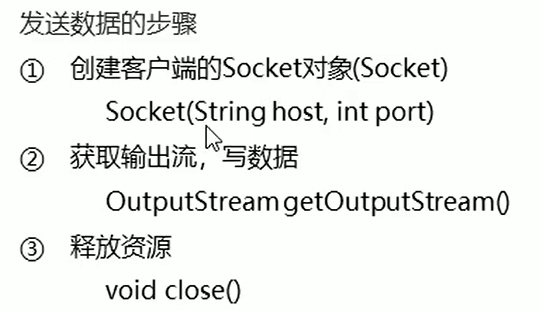 发送数据的步骤
① 创建客户端的Socket对象(Socket)
Socket(String host, int port)
② 获取输出流，写数据
OutputStream getOutputStream()
③ 释放资源
void close()